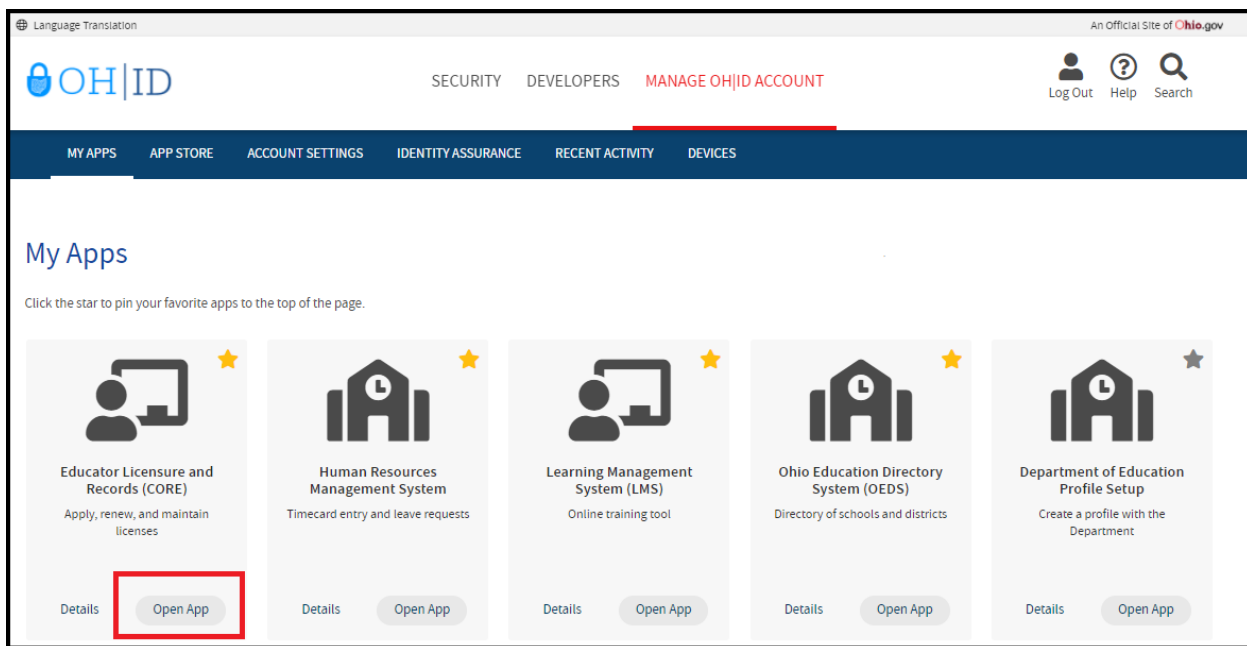 Language Translation
An Official Site of Ohio.gov
OH|ID
SECURITY DEVELOPERS MANAGE OH|ID ACCOUNT
Log Out Help Search
MY APPS APP STORE ACCOUNT SETTINGS IDENTITY ASSURANCE RECENT ACTIVITY DEVICES
My Apps
Click the star to pin your favorite apps to the top of the page.
Educator Licensure and
Records (CORE)
Apply, renew, and maintain
licenses
Details Open App
Human Resources
Management System
Timecard entry and leave requests
Details Open App
Learning Management
System (LMS)
Online training tool
Details Open App
Ohio Education Directory
System (OEDS)
Directory of schools and districts
Details Open App
Department of Education
Profile Setup
Create a profile with the
Department
Details Open App